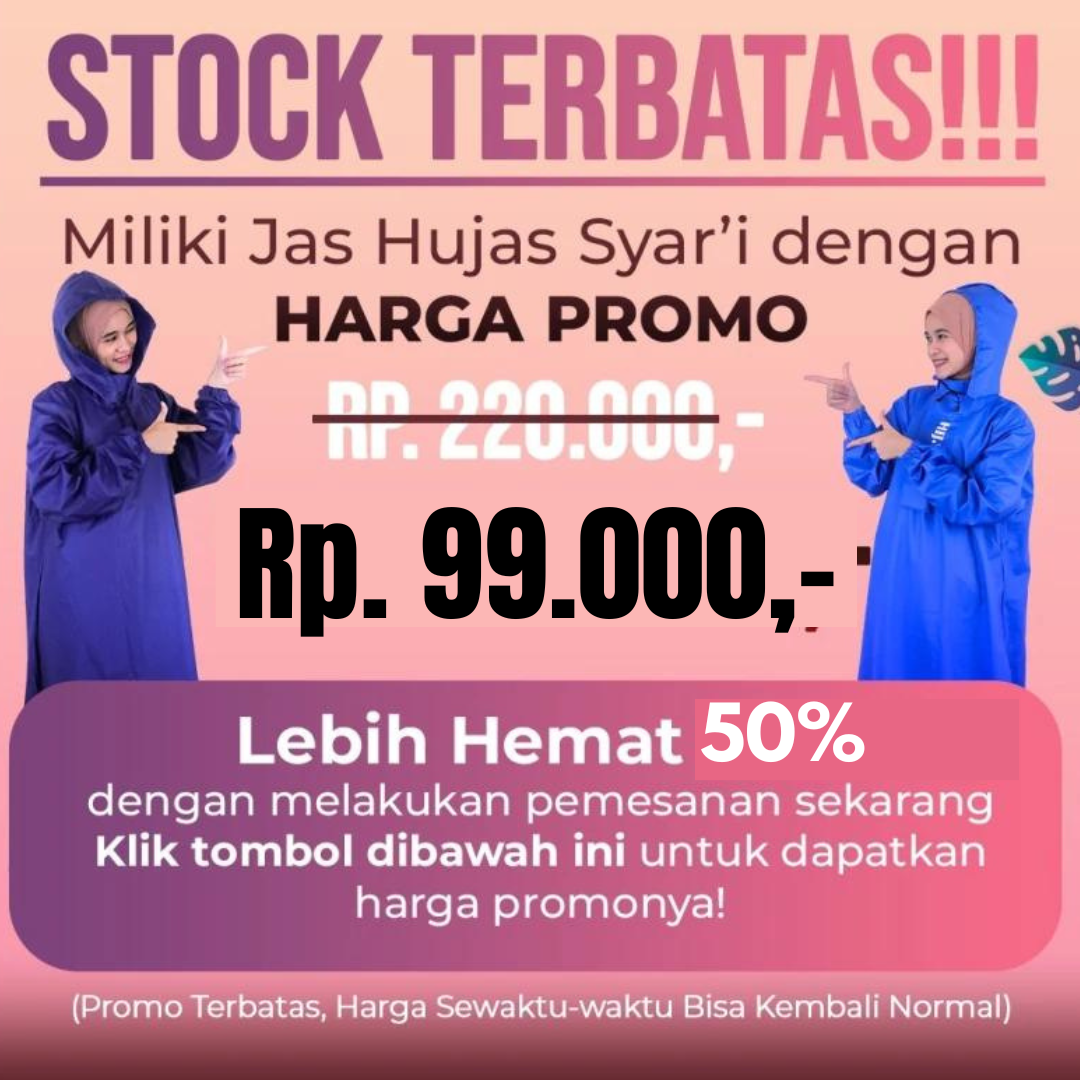 STOCK TERBATAS!!!
Miliki Jas Hujas Syar'i dengan
HARGA PROMO
RP. 220.000,-
Rp. 99.000,-
Lebih Hemat 50%
dengan melakukan pemesanan sekarang
Klik tombol dibawah ini untuk dapatkan
harga promonya!
(Promo Terbatas, Harga Sewaktu-waktu Bisa Kembali Normal)